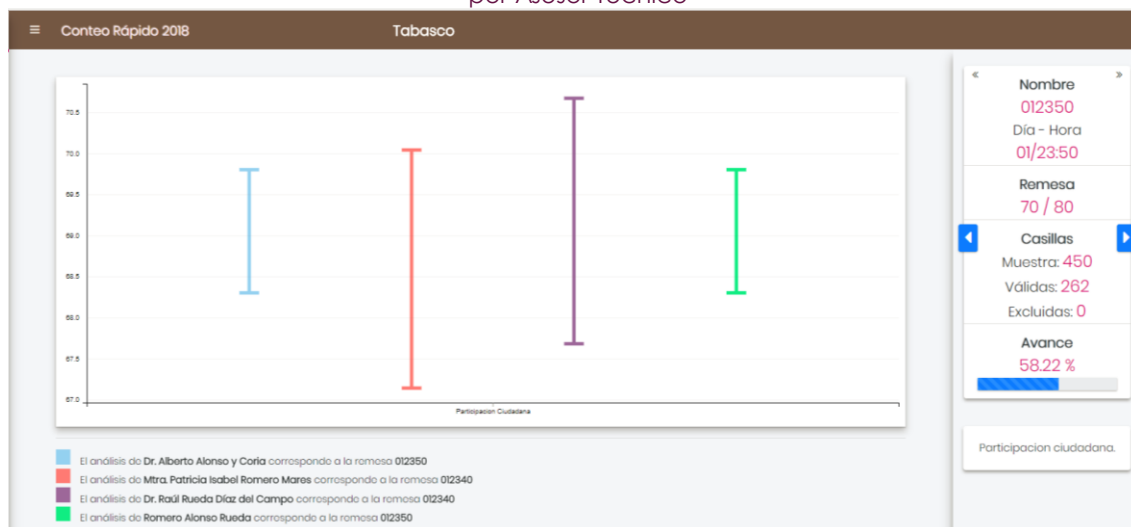 por Asesor Técnico
Conteo Rápido 2018
Tabasco
70.5
70.0
69.5
69.0
68.5
68.0
67.5
67.0
Participacion Ciudadana
El análisis de Dr. Alberto Alonso y Coria corresponde a la remesa 012350
El análisis de Mtra. Patricia Isabel Romero Mares corresponde a la remesa 012340
El análisis de Dr. Raúl Rueda Díaz del Campo corresponde a la remesa 012340
El análisis de Romero Alonso Rueda corresponde a la remesa 012350
« »
Nombre
012350
Día - Hora
01/23:50
Remesa
70 / 80
Casillas
Muestra: 450
Válidas: 262
Excluidas: 0
Avance
58.22 %
Participacion ciudadana.